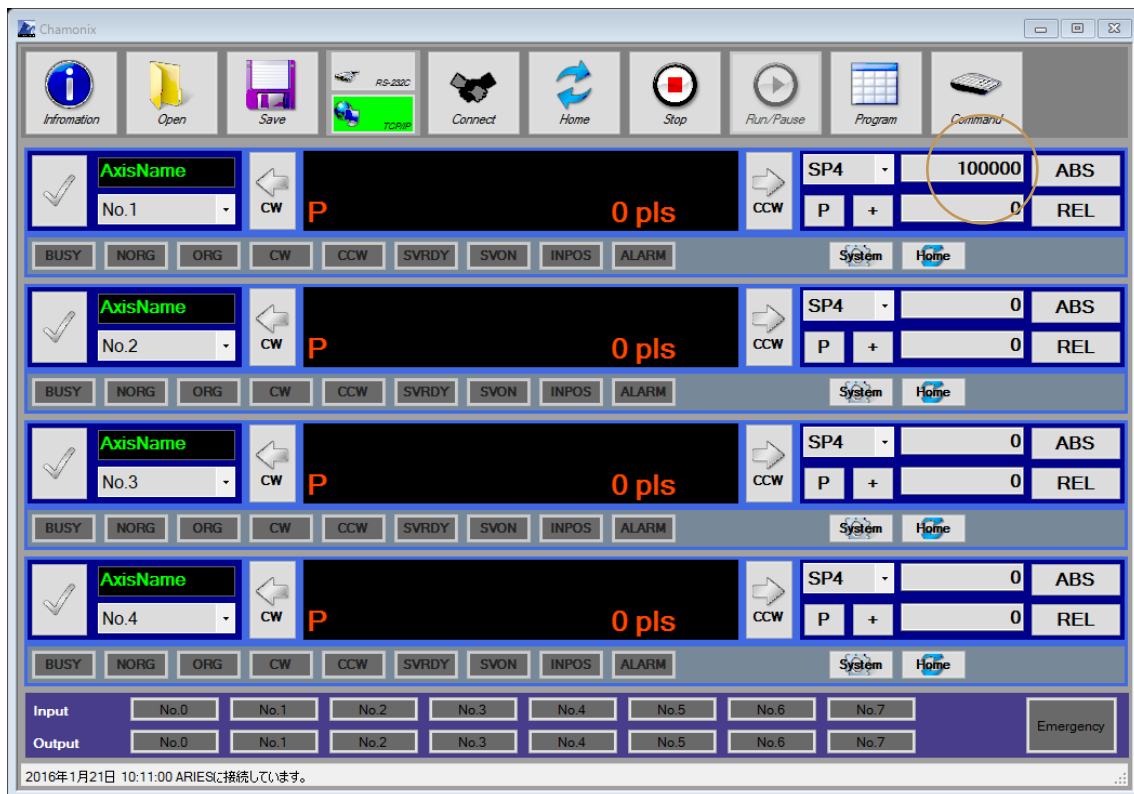 Chamonix
RS-232C
TCP/IP
Infromation Open Save Connect Home Stop Run/Pause Program Command
AxisName SP4 100000 ABS
No.1 CW P 0 pls CCW P + 0 REL
BUSY NORG ORG CW CCW SVRDY SVON INPOS ALARM System Home
AxisName SP4 0 ABS
No.2 CW P 0 pls CCW P + 0 REL
BUSY NORG ORG CW CCW SVRDY SVON INPOS ALARM System Home
AxisName SP4 0 ABS
No.3 CW P 0 pls CCW P + 0 REL
BUSY NORG ORG CW CCW SVRDY SVON INPOS ALARM System Home
AxisName SP4 0 ABS
No.4 CW P 0 pls CCW P + 0 REL
BUSY NORG ORG CW CCW SVRDY SVON INPOS ALARM System Home
Input No.0 No.1 No.2 No.3 No.4 No.5 No.6 No.7
Emergency
Output No.0 No.1 No.2 No.3 No.4 No.5 No.6 No.7
2016年1月21日 10:11:00 ARIESに接続しています。